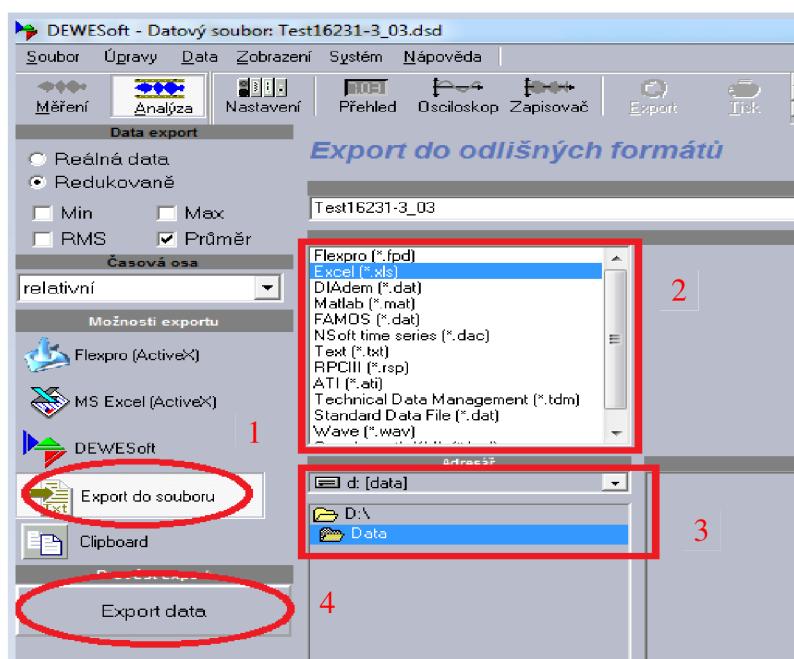 DEWESoft - Datový soubor: Test16231-3_03.dsd
Soubor Úpravy Data Zobrazení Systém Nápověda
Měření Analýza Nastavení Přehled Osciloskop Zapisovač Export Tisk
Data export
Reálná data
Redukovaně
Min Max
RMS Průměr
Časová osa
relativní
Možnosti exportu
Flexpro (ActiveX)
MS Excel (ActiveX)
1
DEWESoft
Export do souboru
Txt
Clipboard
Export data
4
Export do odlišných formátů
Test16231-3_03
Flexpro (*.fpd)
Excel (*.xls)
DIAdem (*.dat)
Matlab (*.mat)
FAMOS (*.dat)
NSoft time series (*.dac)
Text (*.txt)
RPCIII (*.rsp)
ATI (*.ati)
Technical Data Management (*.tdm)
Standard Data File (*.dat)
Wave (*.wav)
2
Adresář
d: [data]
D:\
Data
3